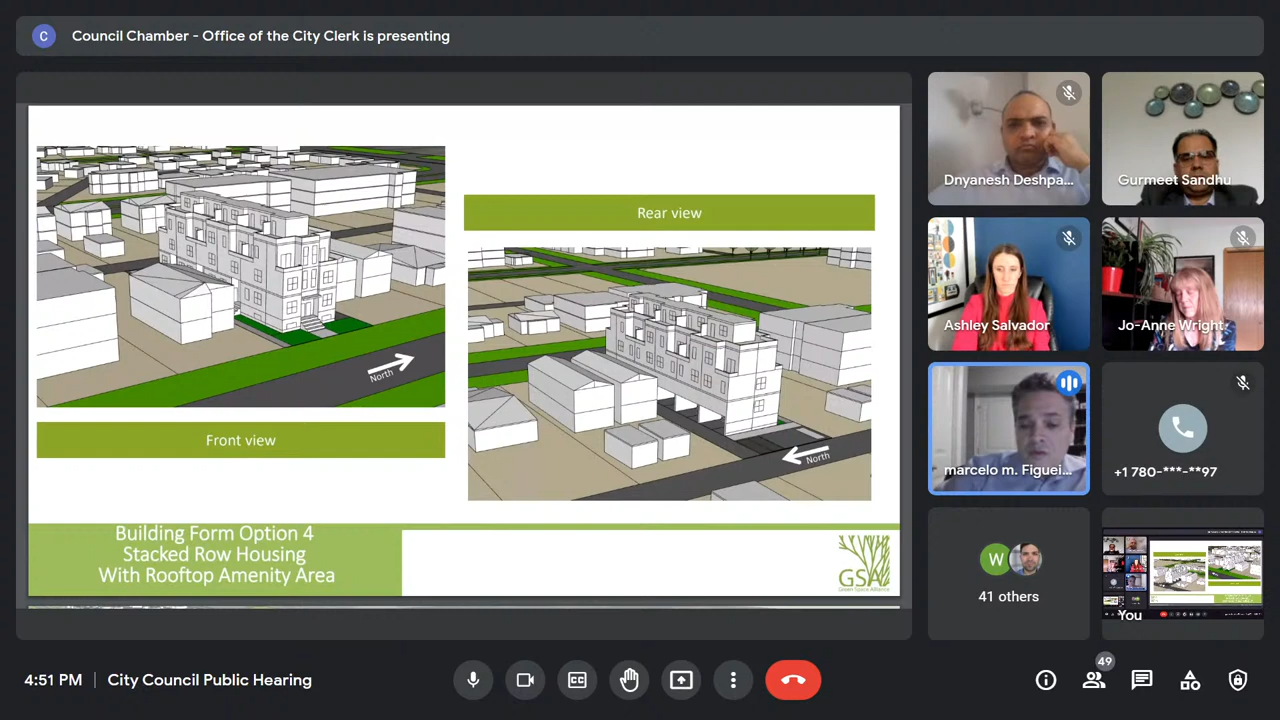 C
Council Chamber - Office of the City Clerk is presenting
Rear view
North
Front view
North
Building Form Option 4
Stacked Row Housing
With Rooftop Amenity Area
GSA
Green Space Alliance
Dnyanesh Deshpa...
Gurmeet Sandhu
Ashley Salvador
Jo-Anne Wright
marcelo m. Figuei...
+1 780-***-**97
W
41 others
You
4:51 PM
City Council Public Hearing
49